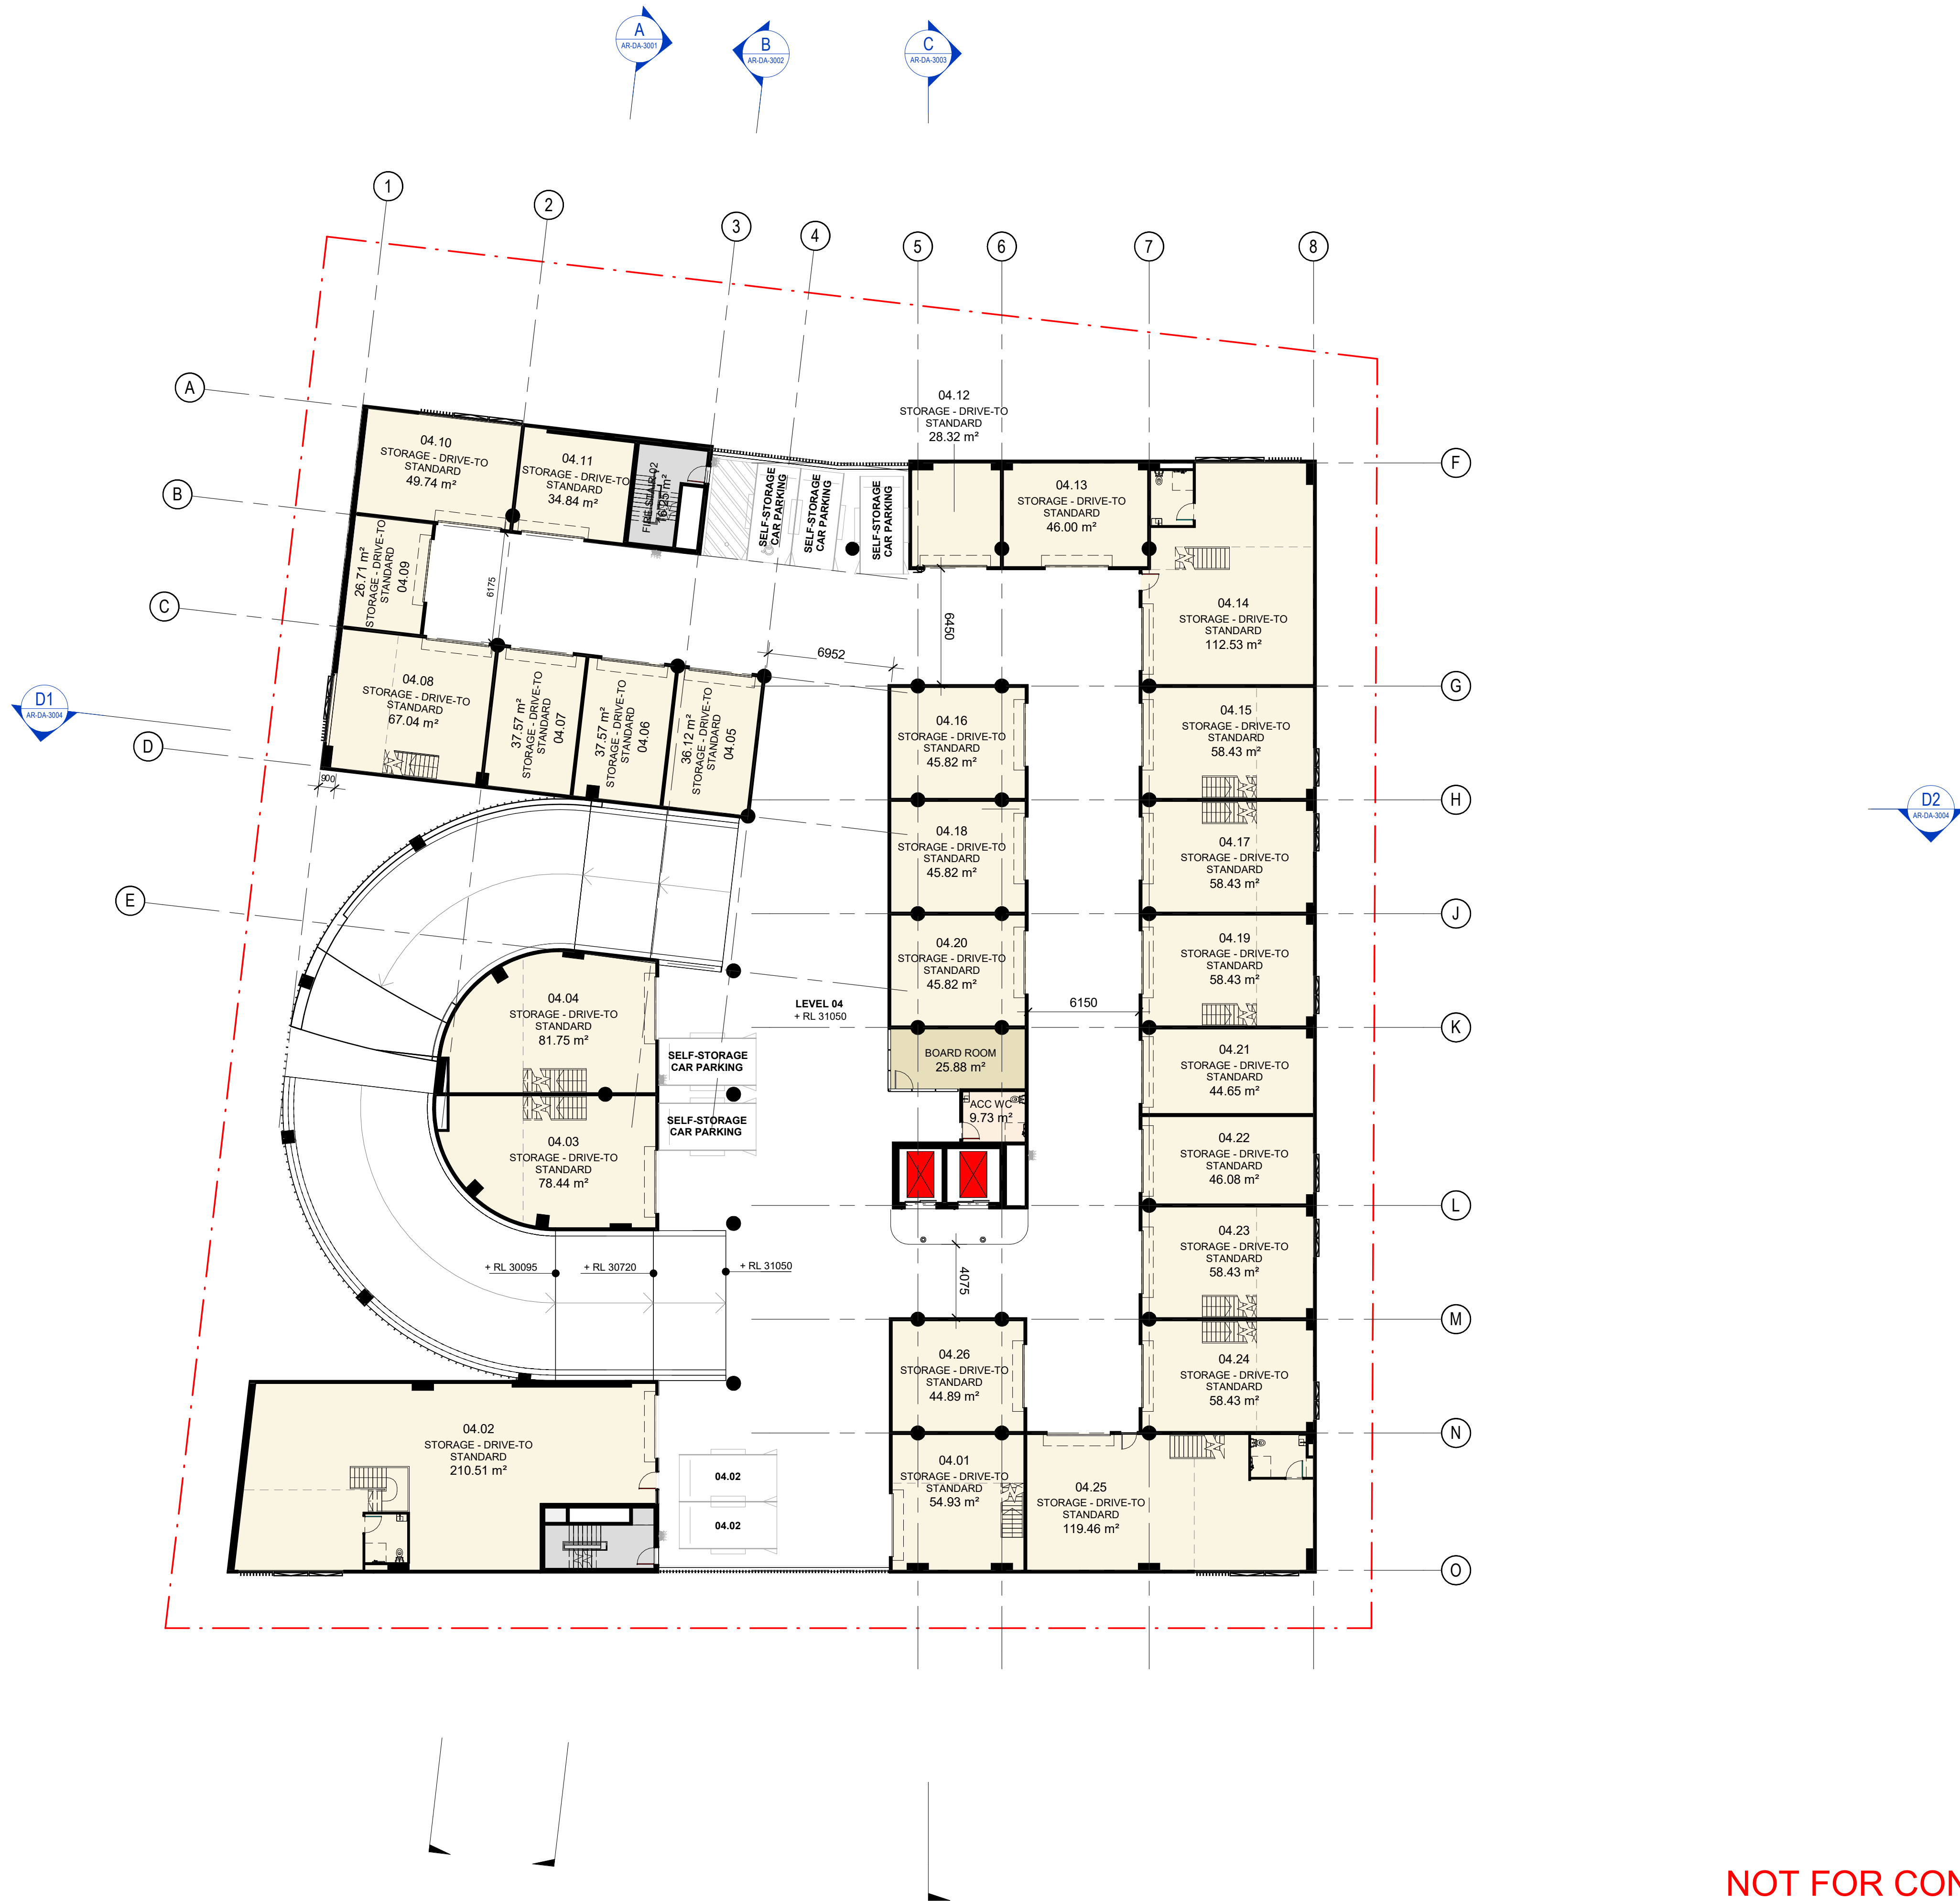 A
AR-DA-3001
B
AR-DA-3002
C
AR-DA-3003
1
2
3
4
5
6
7
8
A
B
C
D
E
F
G
H
J
K
L
M
N
O
D1
AR-DA-3004
D2
AR-DA-3004
04.10
STORAGE - DRIVE-TO
STANDARD
49.74 m²
04.11
STORAGE - DRIVE-TO
STANDARD
34.84 m²
FIRE STAIR 02
16.25 m²
SELF-STORAGE
CAR PARKING
SELF-STORAGE
CAR PARKING
SELF-STORAGE
CAR PARKING
04.12
STORAGE - DRIVE-TO
STANDARD
28.32 m²
04.13
STORAGE - DRIVE-TO
STANDARD
46.00 m²
04.09
STORAGE - DRIVE-TO
STANDARD
26.71 m²
6175
6450
6952
04.14
STORAGE - DRIVE-TO
STANDARD
112.53 m²
04.08
STORAGE - DRIVE-TO
STANDARD
67.04 m²
900
04.07
STORAGE - DRIVE-TO
STANDARD
37.57 m²
04.06
STORAGE - DRIVE-TO
STANDARD
37.57 m²
04.05
STORAGE - DRIVE-TO
STANDARD
36.12 m²
04.16
STORAGE - DRIVE-TO
STANDARD
45.82 m²
04.15
STORAGE - DRIVE-TO
STANDARD
58.43 m²
04.18
STORAGE - DRIVE-TO
STANDARD
45.82 m²
04.17
STORAGE - DRIVE-TO
STANDARD
58.43 m²
04.20
STORAGE - DRIVE-TO
STANDARD
45.82 m²
04.19
STORAGE - DRIVE-TO
STANDARD
58.43 m²
04.04
STORAGE - DRIVE-TO
STANDARD
81.75 m²
LEVEL 04
+ RL 31050
6150
SELF-STORAGE
CAR PARKING
BOARD ROOM
25.88 m²
04.21
STORAGE - DRIVE-TO
STANDARD
44.65 m²
04.03
STORAGE - DRIVE-TO
STANDARD
78.44 m²
SELF-STORAGE
CAR PARKING
ACC WC
9.73 m²
04.22
STORAGE - DRIVE-TO
STANDARD
46.08 m²
+ RL 30095
+ RL 30720
+ RL 31050
4075
04.23
STORAGE - DRIVE-TO
STANDARD
58.43 m²
04.26
STORAGE - DRIVE-TO
STANDARD
44.89 m²
04.24
STORAGE - DRIVE-TO
STANDARD
58.43 m²
04.02
STORAGE - DRIVE-TO
STANDARD
210.51 m²
04.02
04.02
04.01
STORAGE - DRIVE-TO
STANDARD
54.93 m²
04.25
STORAGE - DRIVE-TO
STANDARD
119.46 m²
NOT FOR CON